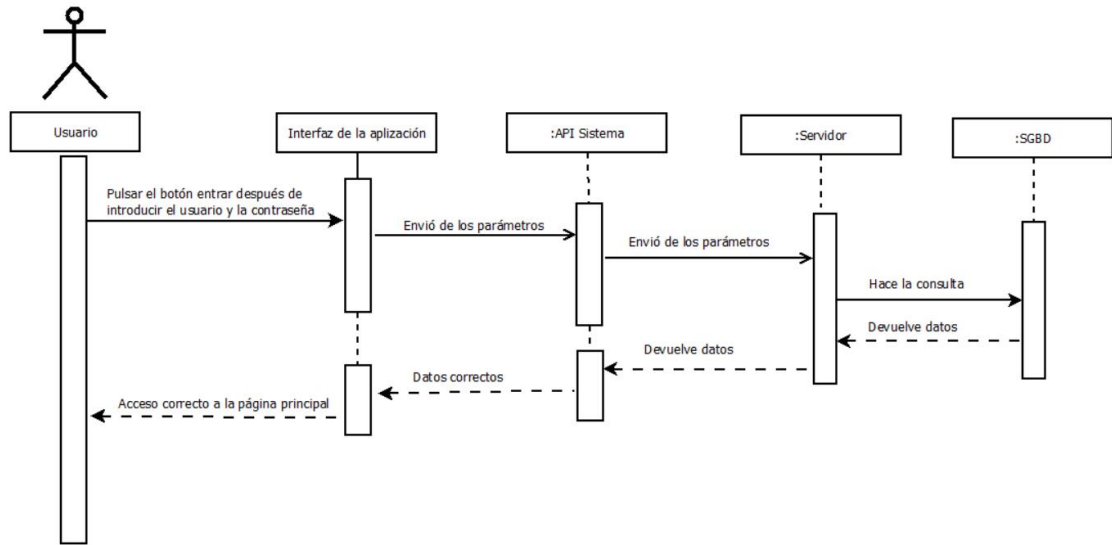 Usuario
Interfaz de la aplización
:API Sistema
:Servidor
:SGBD
Pulsar el botón entrar después de
introducir el usuario y la contraseña
Envió de los parámetros
Envió de los parámetros
Hace la consulta
Devuelve datos
Devuelve datos
Datos correctos
Acceso correcto a la página principal